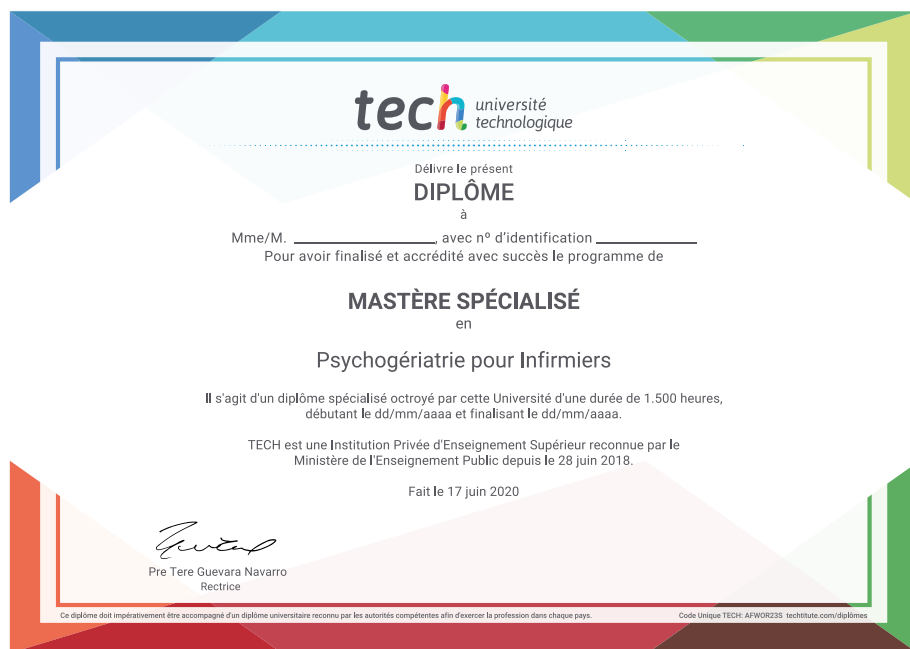 tech université
technologique
Délivre le présent
DIPLÔME
à
Mme/M. ____________, avec nº d'identification ____________
Pour avoir finalisé et accrédité avec succès le programme de
MASTÈRE SPÉCIALISÉ
en
Psychogériatrie pour Infirmiers
Il s'agit d'un diplôme spécialisé octroyé par cette Université d'une durée de 1.500 heures,
débutant le dd/mm/aaaa et finalisant le dd/mm/aaaa.
TECH est une Institution Privée d'Enseignement Supérieur reconnue par le
Ministère de l'Enseignement Public depuis le 28 juin 2018.
Fait le 17 juin 2020
Pre Tere Guevara Navarro
Rectrice
Ce diplôme doit impérativement être accompagné d'un diplôme universitaire reconnu par les autorités compétentes afin d'exercer la profession dans chaque pays. Code Unique TECH: AFWOR23S techtitute.com/diplômes